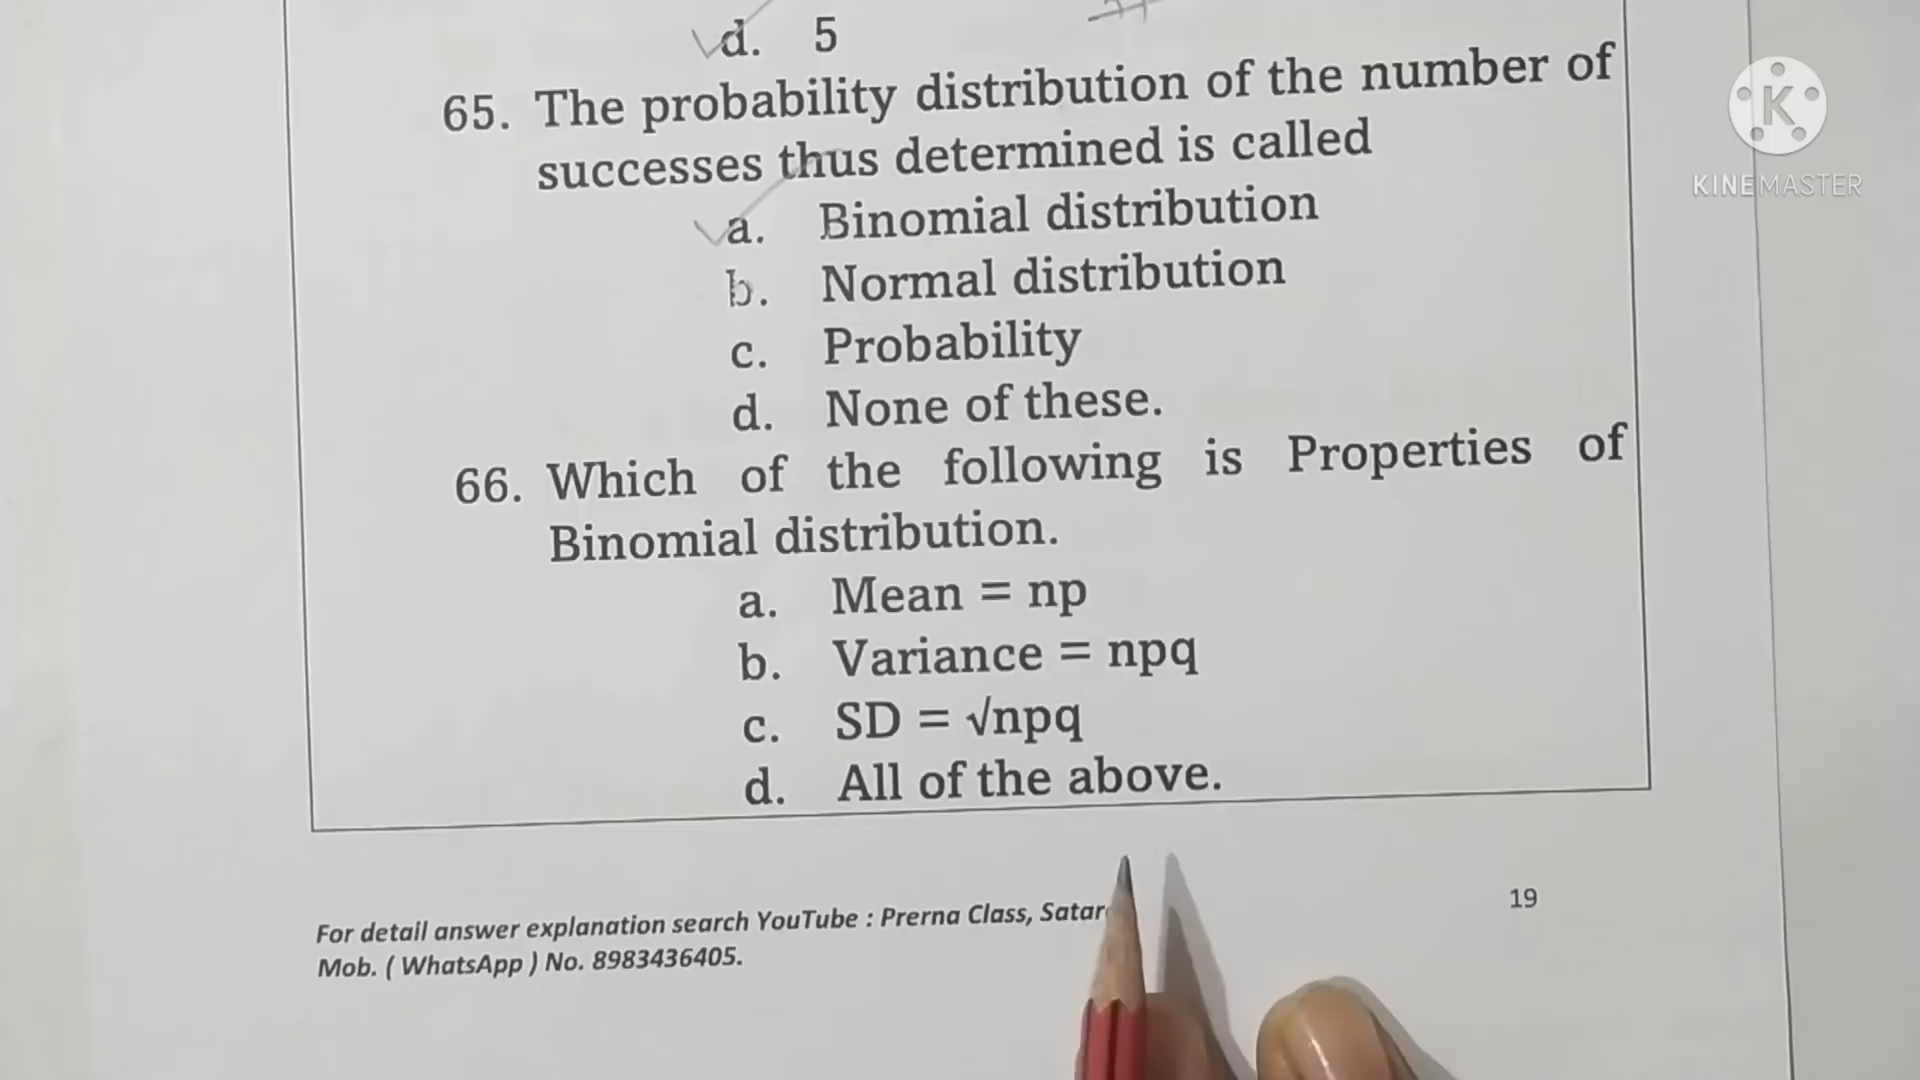 d. 5
65. The probability distribution of the number of
successes thus determined is called
a. Binomial distribution
b. Normal distribution
c. Probability
d. None of these.
66. Which of the following is Properties of
Binomial distribution.
a. Mean = np
b. Variance = npq
c. SD = √npq
d. All of the above.
For detail answer explanation search YouTube : Prerna Class,
Mob. ( WhatsApp ) No. 8983436405.
19
K
KINEMASTER